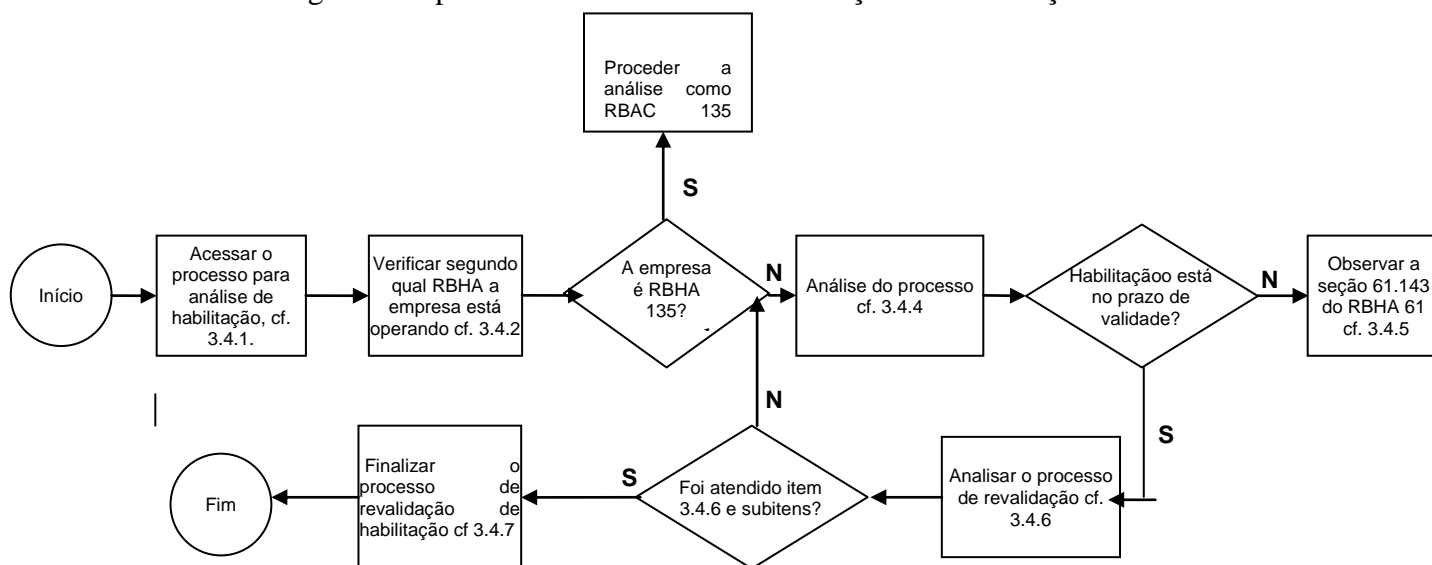 Proceder a
análise como
RBAC 135
S
Início
Acessar o
processo para
análise de
habilitação, cf.
3.4.1.
Verificar segundo
qual RBHA a
empresa está
operando cf. 3.4.2
A empresa
é RBHA
135?
N
Análise do processo
cf. 3.4.4
Habilitaçãoo está
no prazo de
validade?
N
Observar a
seção 61.143
do RBHA 61
cf. 3.4.5
S
N
Fim
Finalizar o
processo de
revalidação de
habilitação cf 3.4.7
S
Foi atendido item
3.4.6 e subitens?
Analisar o processo
de revalidação cf.
3.4.6